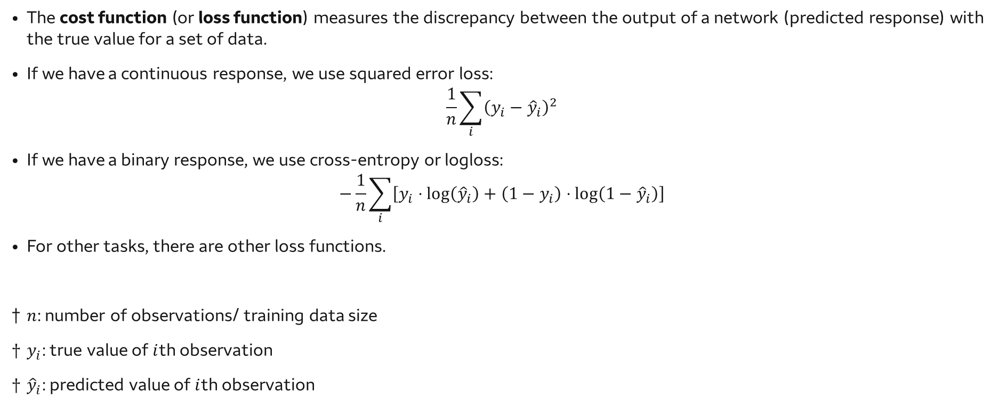 • The cost function (or loss function) measures the discrepancy between the output of a network (predicted response) with
the true value for a set of data.
• If we have a continuous response, we use squared error loss:
$\frac{1}{n}\sum_{i}(y_i - \hat{y}_i)^2$
• If we have a binary response, we use cross-entropy or logloss:
$-\frac{1}{n}\sum_{i}[y_i \cdot \log(\hat{y}_i) + (1 - y_i) \cdot \log(1 - \hat{y}_i)]$
• For other tasks, there are other loss functions.
† $n$: number of observations/ training data size
† $y_i$: true value of $i$th observation
† $\hat{y}_i$: predicted value of $i$th observation